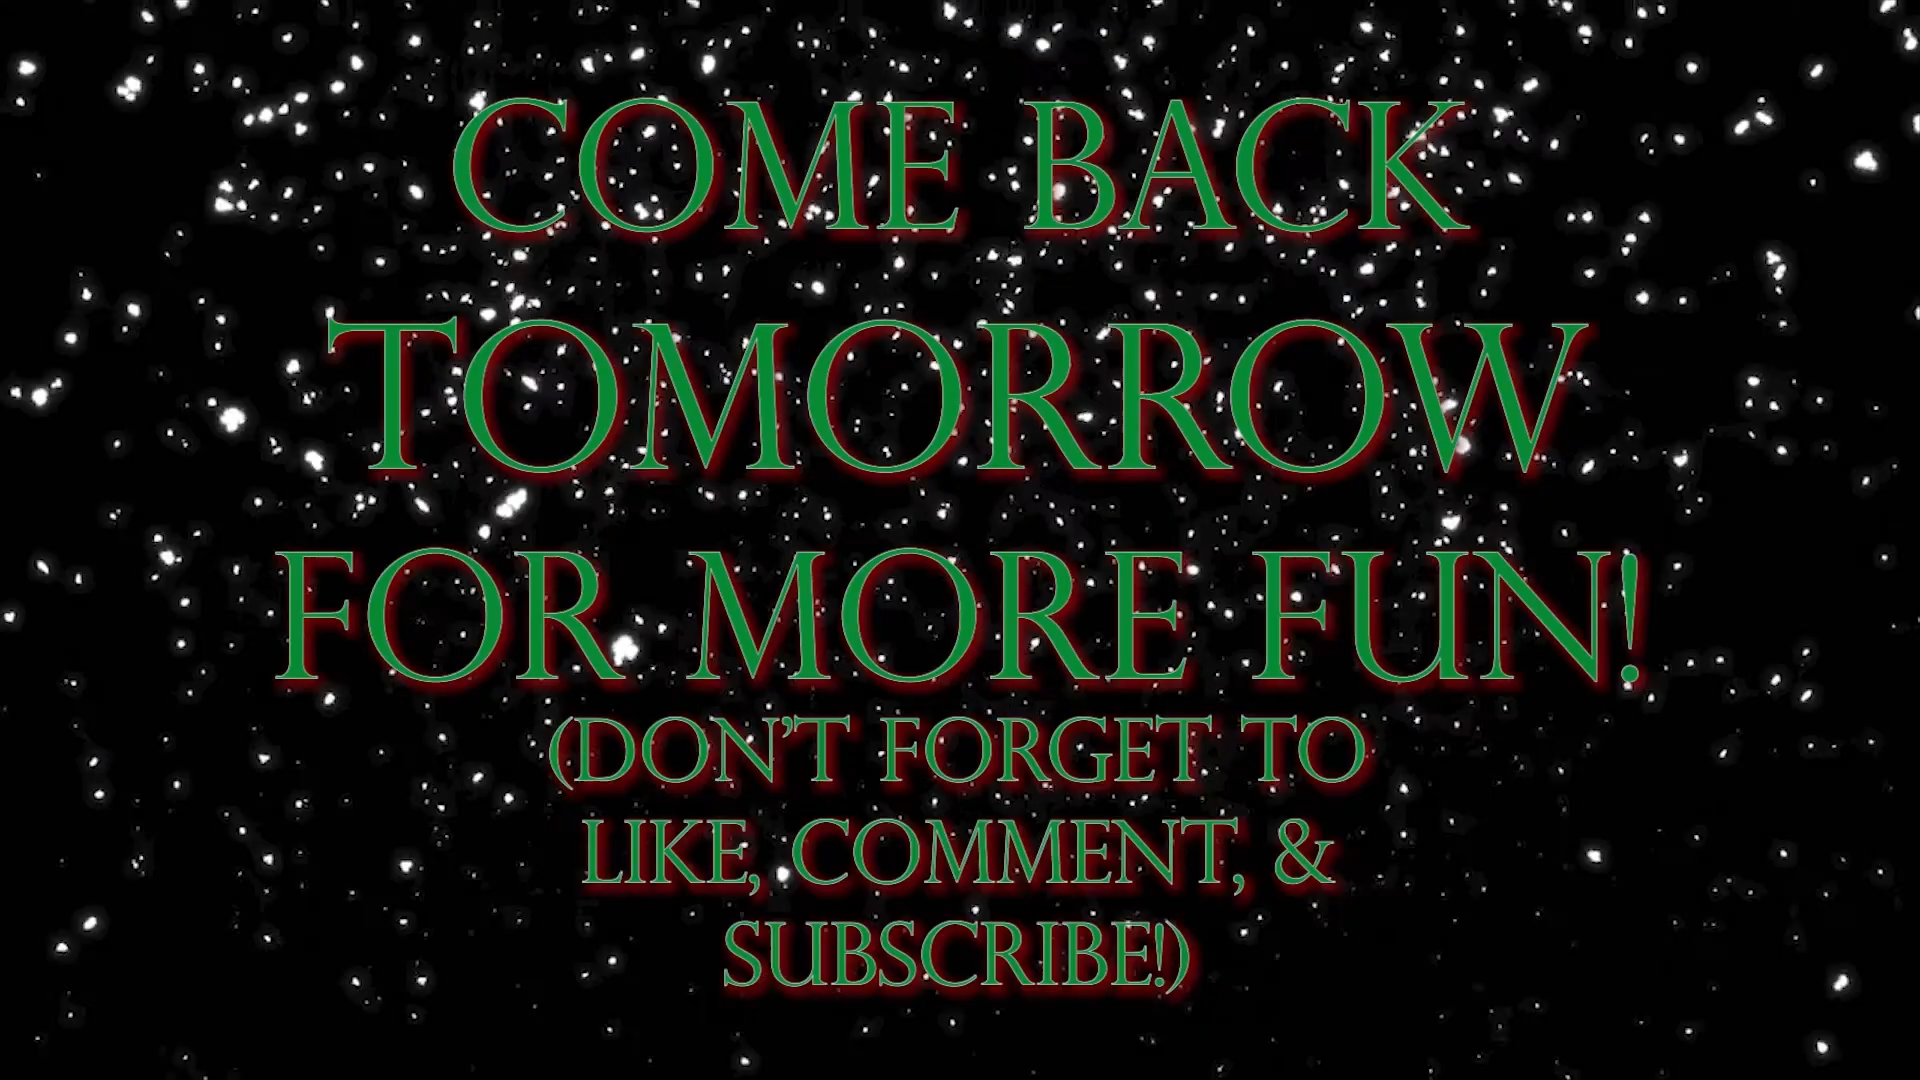 COME BACK
TOMORROW
FOR MORE FUN!
(DON'T FORGET TO
LIKE, COMMENT, &
SUBSCRIBE!)